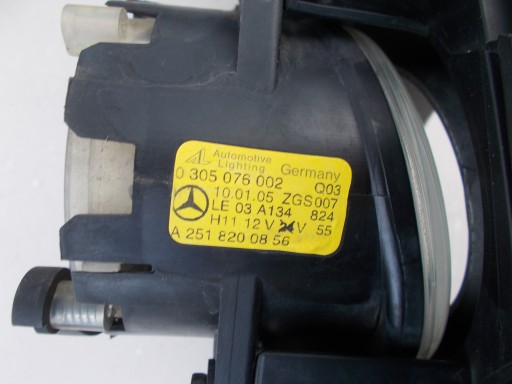 AL Automotive Lighting Germany
0 305 076 002 Q03
10.01.05 ZGS007
LE 03 A134 824
H11 12 V 24 V 55
A 251 820 08 56